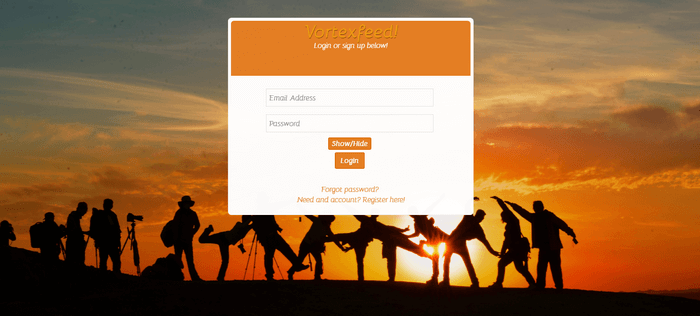 Vortexfeed!
Login or sign up below!
Email Address
Password
Show/Hide
Login
Forgot password?
Need and account? Register here!